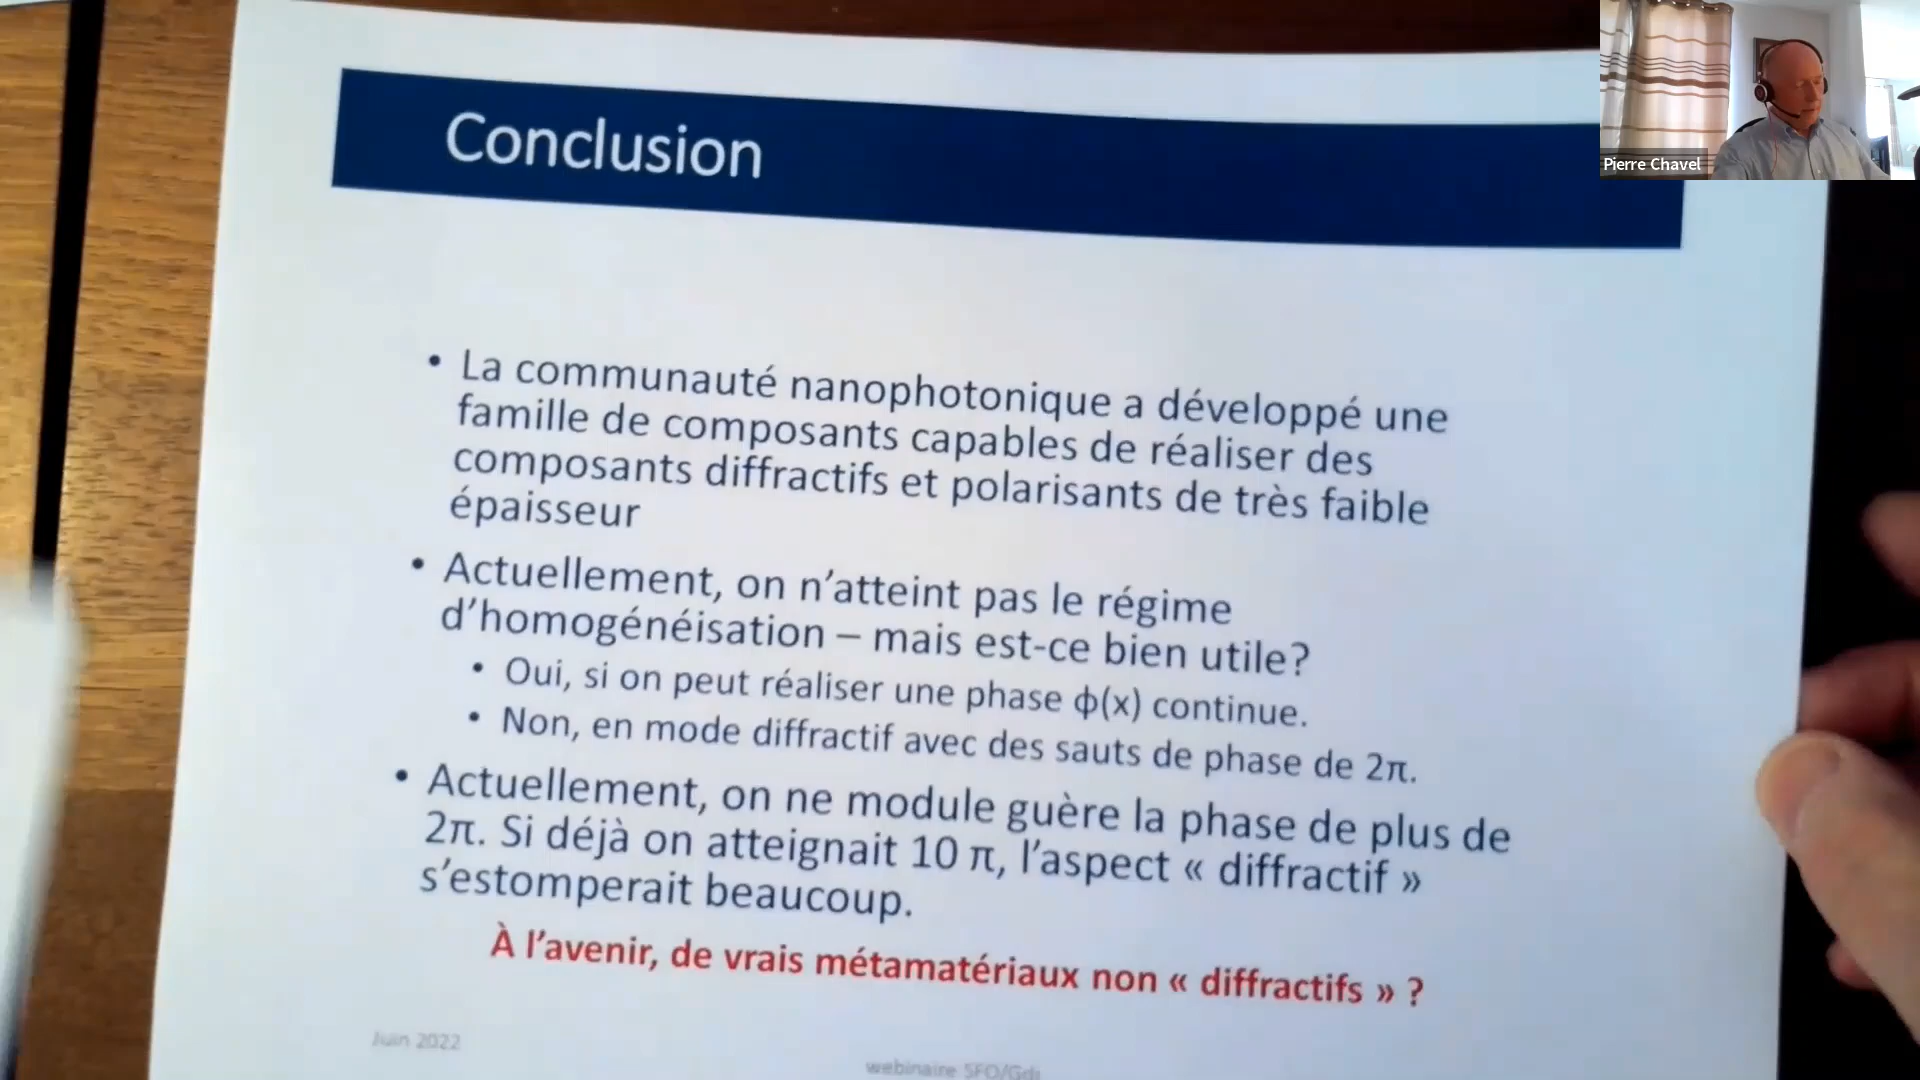 Conclusion
Pierre Chavel
• La communauté nanophotonique a développé une
famille de composants capables de réaliser des
composants diffractifs et polarisants de très faible
épaisseur
• Actuellement, on n’atteint pas le régime
d’homogénéisation – mais est-ce bien utile?
• Oui, si on peut réaliser une phase ϕ(x) continue.
• Non, en mode diffractif avec des sauts de phase de 2π.
• Actuellement, on ne module guère la phase de plus de
2π. Si déjà on atteignait 10 π, l’aspect « diffractif »
s’estomperait beaucoup.
À l’avenir, de vrais métamatériaux non « diffractifs » ?
Juin 2022
webinaire SFO/GdI